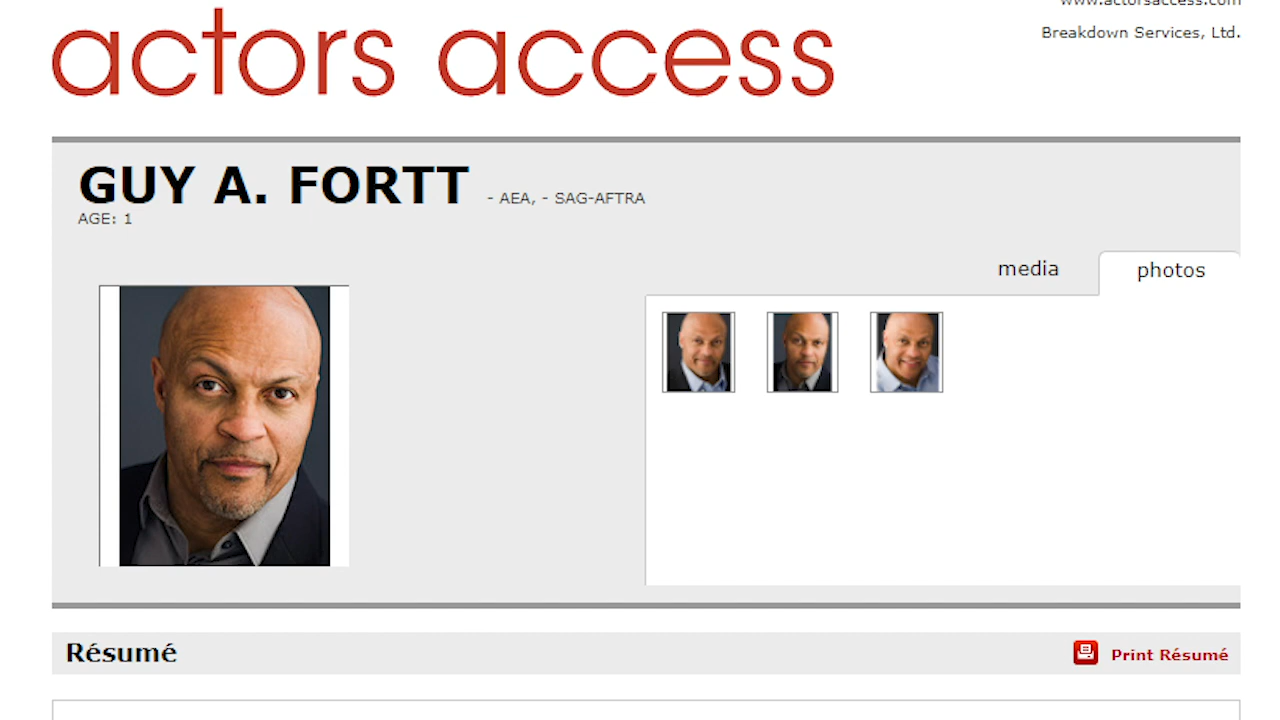 www.actorsaccess.com
actors access
Breakdown Services, Ltd.
GUY A. FORTT - AEA, - SAG-AFTRA
AGE: 1
media
photos
Résumé
Print Résumé